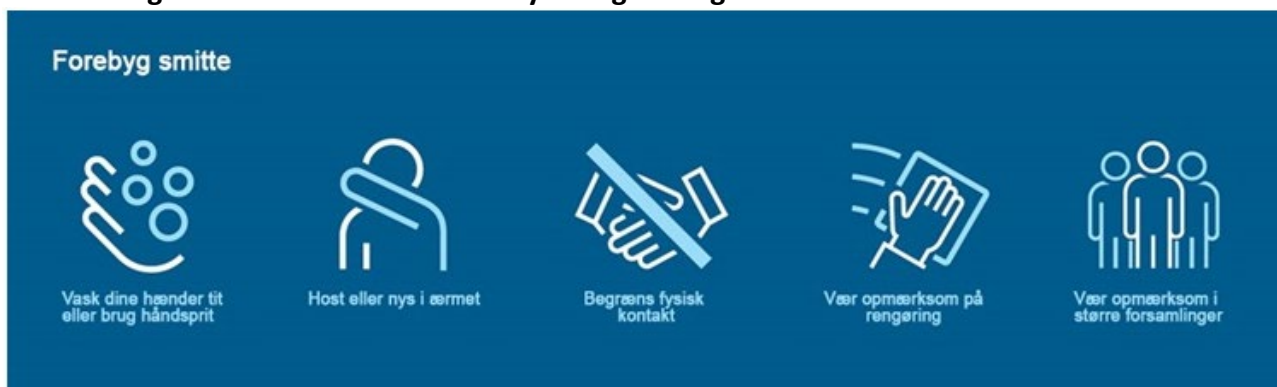 Forebyg smitte
Vask dine hænder tit
eller brug håndsprit
Host eller nys i ærmet
Begræns fysisk
kontakt
Vær opmærksom på
rengøring
Vær opmærksom i
større forsamlinger